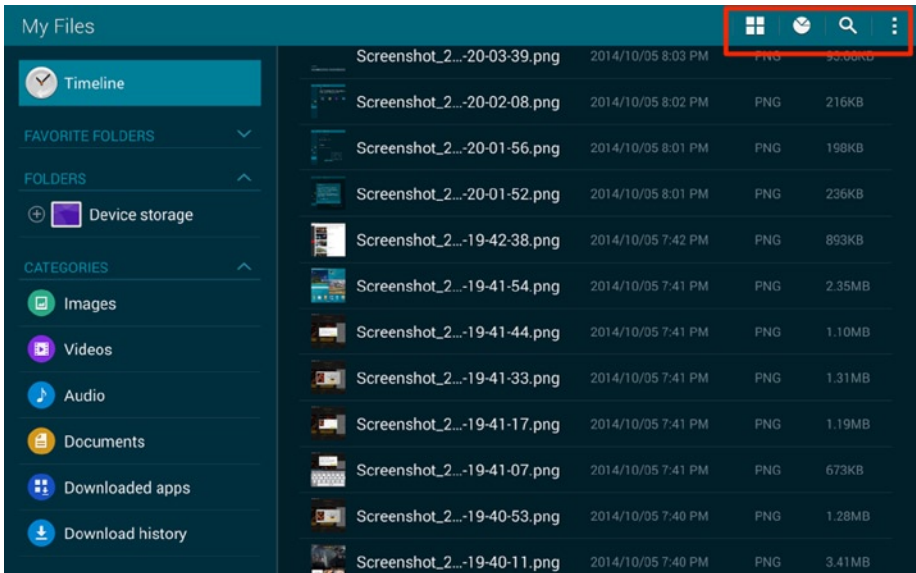 My Files
Timeline
FAVORITE FOLDERS
FOLDERS
Device storage
CATEGORIES
Images
Videos
Audio
Documents
Downloaded apps
Download history
Screenshot_2...-20-03-39.png 2014/10/05 8:03 PM PNG 93.68KB
Screenshot_2...-20-02-08.png 2014/10/05 8:02 PM PNG 216KB
Screenshot_2...-20-01-56.png 2014/10/05 8:01 PM PNG 198KB
Screenshot_2...-20-01-52.png 2014/10/05 8:01 PM PNG 236KB
Screenshot_2...-19-42-38.png 2014/10/05 7:42 PM PNG 893KB
Screenshot_2...-19-41-54.png 2014/10/05 7:41 PM PNG 2.35MB
Screenshot_2...-19-41-44.png 2014/10/05 7:41 PM PNG 1.10MB
Screenshot_2...-19-41-33.png 2014/10/05 7:41 PM PNG 1.31MB
Screenshot_2...-19-41-17.png 2014/10/05 7:41 PM PNG 1.19MB
Screenshot_2...-19-41-07.png 2014/10/05 7:41 PM PNG 673KB
Screenshot_2...-19-40-53.png 2014/10/05 7:40 PM PNG 1.28MB
Screenshot_2...-19-40-11.png 2014/10/05 7:40 PM PNG 3.41MB